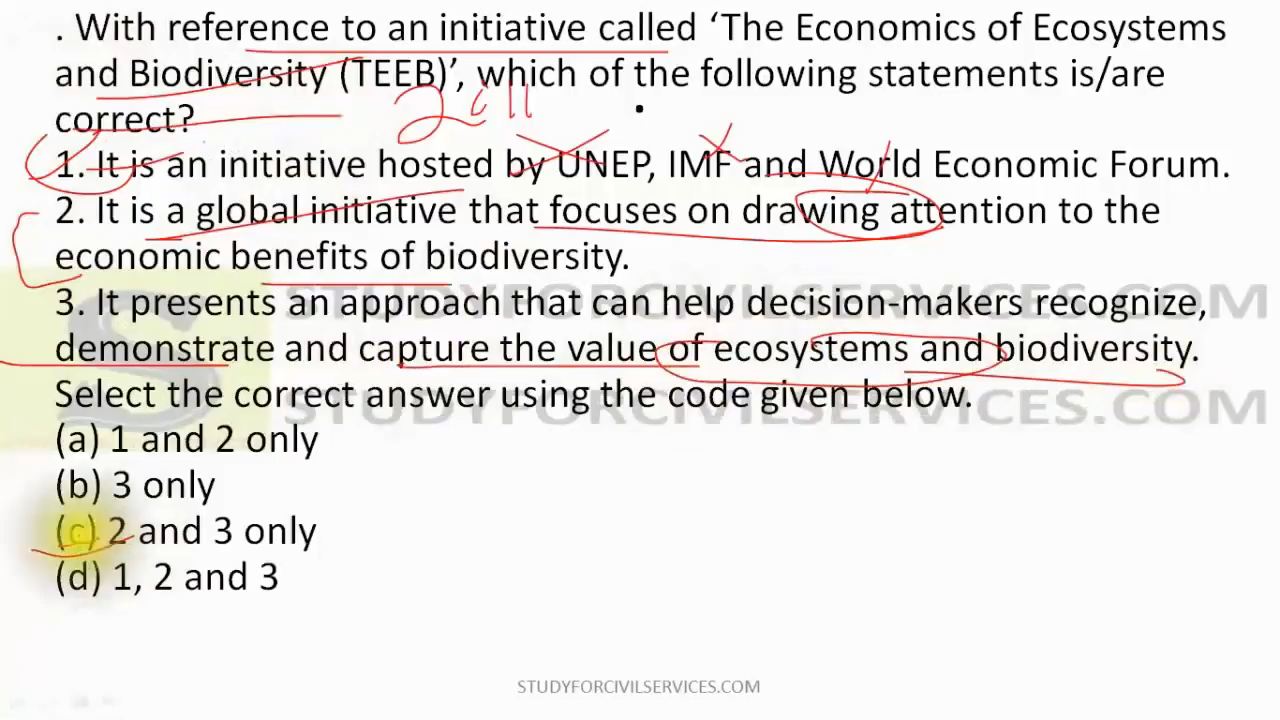 . With reference to an initiative called ‘The Economics of Ecosystems
and Biodiversity (TEEB)’, which of the following statements is/are
correct?
1. It is an initiative hosted by UNEP, IMF and World Economic Forum.
2. It is a global initiative that focuses on drawing attention to the
economic benefits of biodiversity.
3. It presents an approach that can help decision-makers recognize,
STUDYFORCIVILSERVICES.COM
demonstrate and capture the value of ecosystems and biodiversity.
Select the correct answer using the code given below.
STUDYFORCIVILSERVICES.COM
(a) 1 and 2 only
(b) 3 only
(c) 2 and 3 only
(d) 1, 2 and 3
STUDYFORCIVILSERVICES.COM